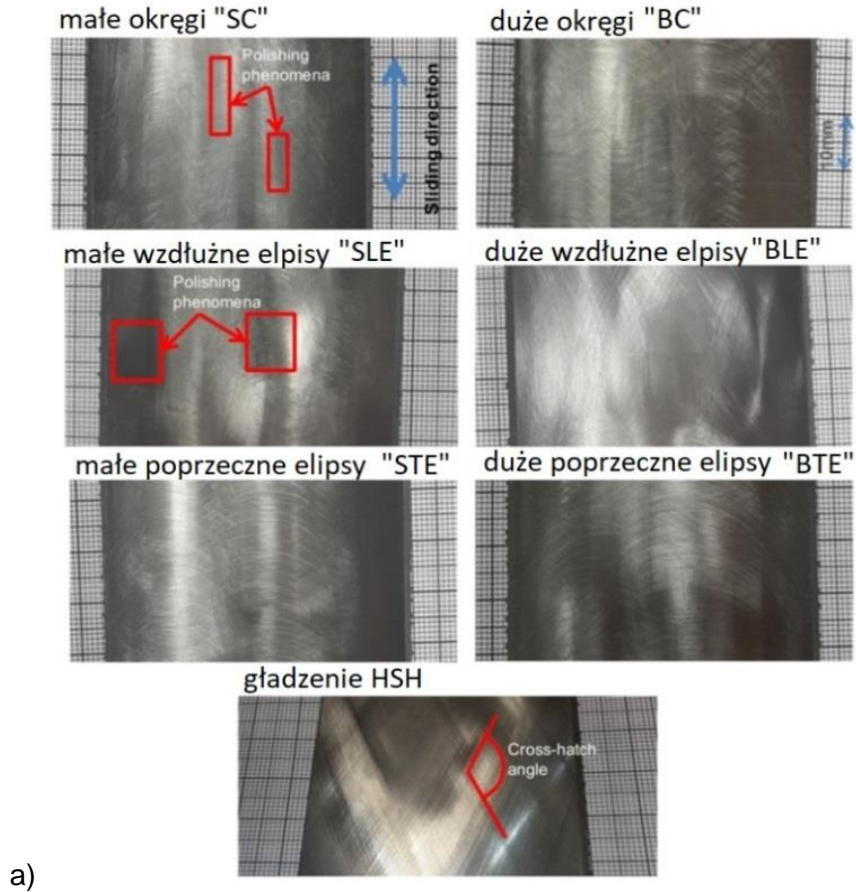 małe okręgi "SC"
duże okręgi "BC"
Polishing
phenomena
Sliding direction
10mm
małe wzdłużne elpisy "SLE"
duże wzdłużne elpisy "BLE"
Polishing
phenomena
małe poprzeczne elipsy "STE"
duże poprzeczne elipsy "BTE"
gładzenie HSH
Cross-hatch
angle
a)